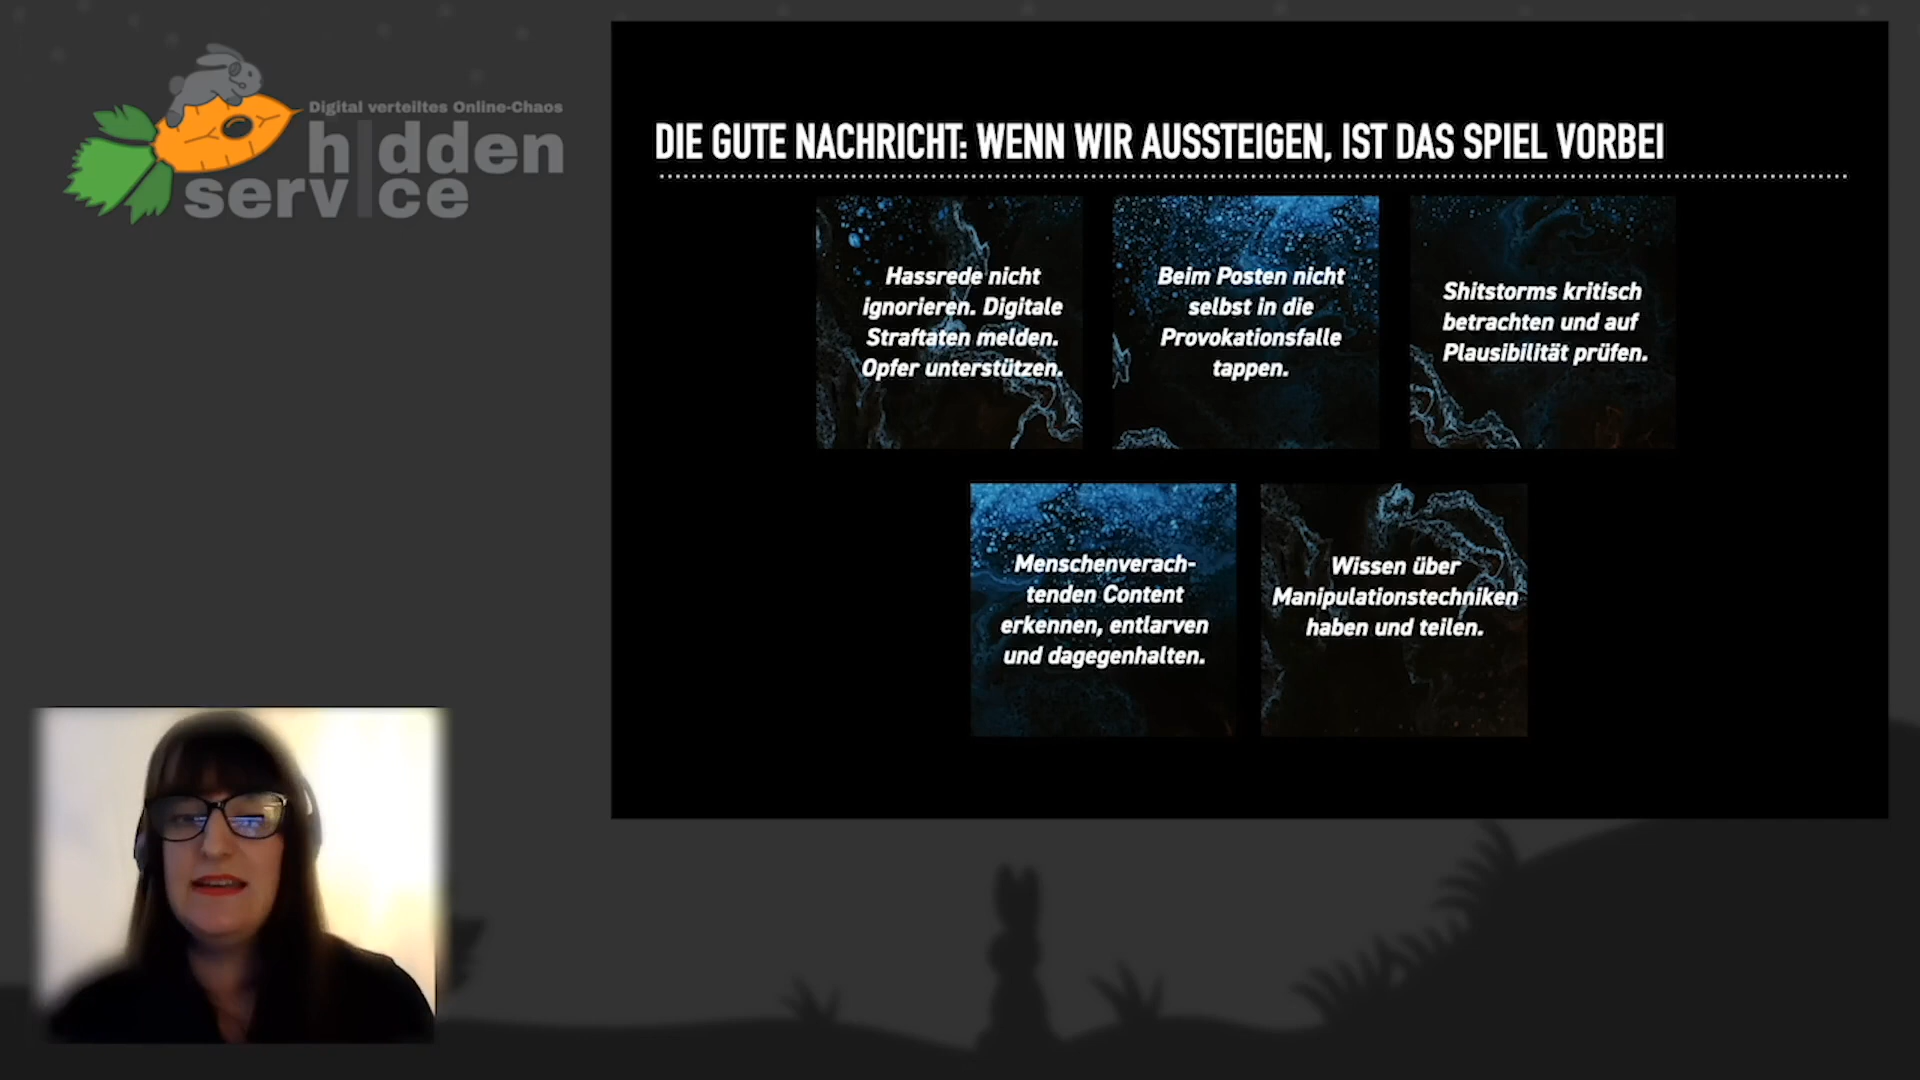 Digital verteiltes Online-Chaos
hidden
service
DIE GUTE NACHRICHT: WENN WIR AUSSTEIGEN, IST DAS SPIEL VORBEI
Hassrede nicht
ignorieren. Digitale
Straftaten melden.
Opfer unterstützen.
Beim Posten nicht
selbst in die
Provokationsfalle
tappen.
Shitstorms kritisch
betrachten und auf
Plausibilität prüfen.
Menschenverach-
tenden Content
erkennen, entlarven
und dagegenhalten.
Wissen über
Manipulationstechniken
haben und teilen.